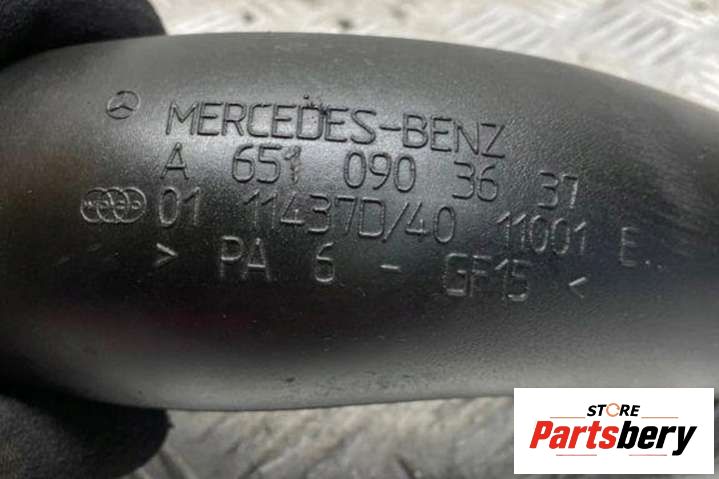 MERCEDES-BENZ
A 651 090 36 37
01 11437D/40 11001 E
> PA 6 - GF15 <
STORE
Partsbery